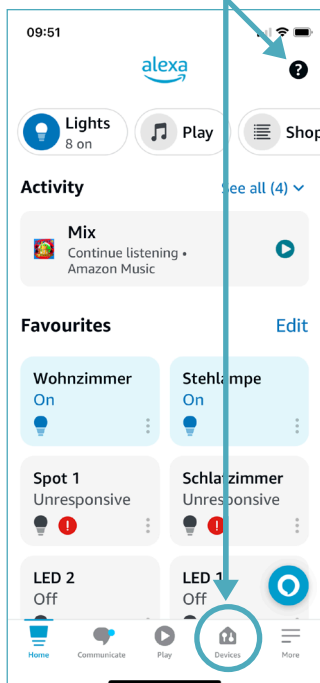 09:51
alexa
?
Lights
8 on
Play
Shop
Activity
See all (4)
Mix
Continue listening •
Amazon Music
Favourites
Edit
Wohnzimmer
On
Stehlampe
On
Spot 1
Unresponsive
Schlafzimmer
Unresponsive
LED 2
Off
LED 1
Off
Home
Communicate
Play
Devices
More